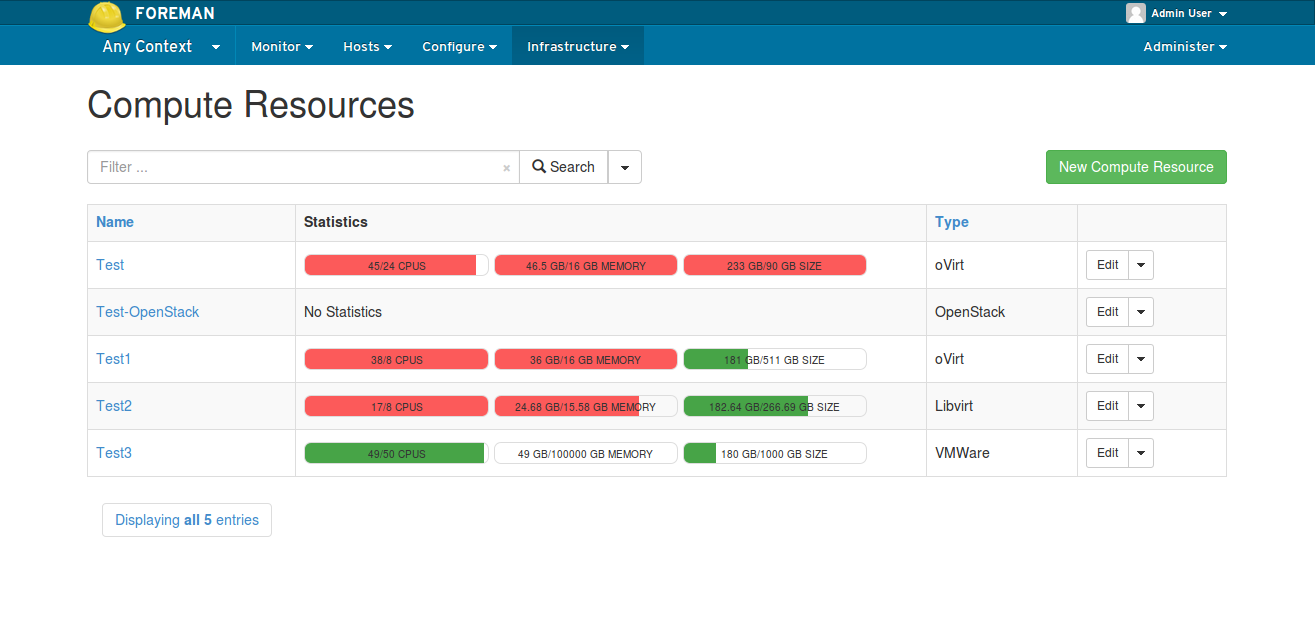 FOREMAN Admin User
Any Context Monitor Hosts Configure Infrastructure Administer
Compute Resources
Filter ... × Search New Compute Resource
Name Statistics Type
Test 45/24 CPUS 46.5 GB/16 GB MEMORY 233 GB/90 GB SIZE oVirt Edit
Test-OpenStack No Statistics OpenStack Edit
Test1 38/8 CPUS 36 GB/16 GB MEMORY 181 GB/511 GB SIZE oVirt Edit
Test2 17/8 CPUS 24.68 GB/15.58 GB MEMORY 182.64 GB/266.69 GB SIZE Libvirt Edit
Test3 49/50 CPUS 49 GB/100000 GB MEMORY 180 GB/1000 GB SIZE VMWare Edit
Displaying all 5 entries